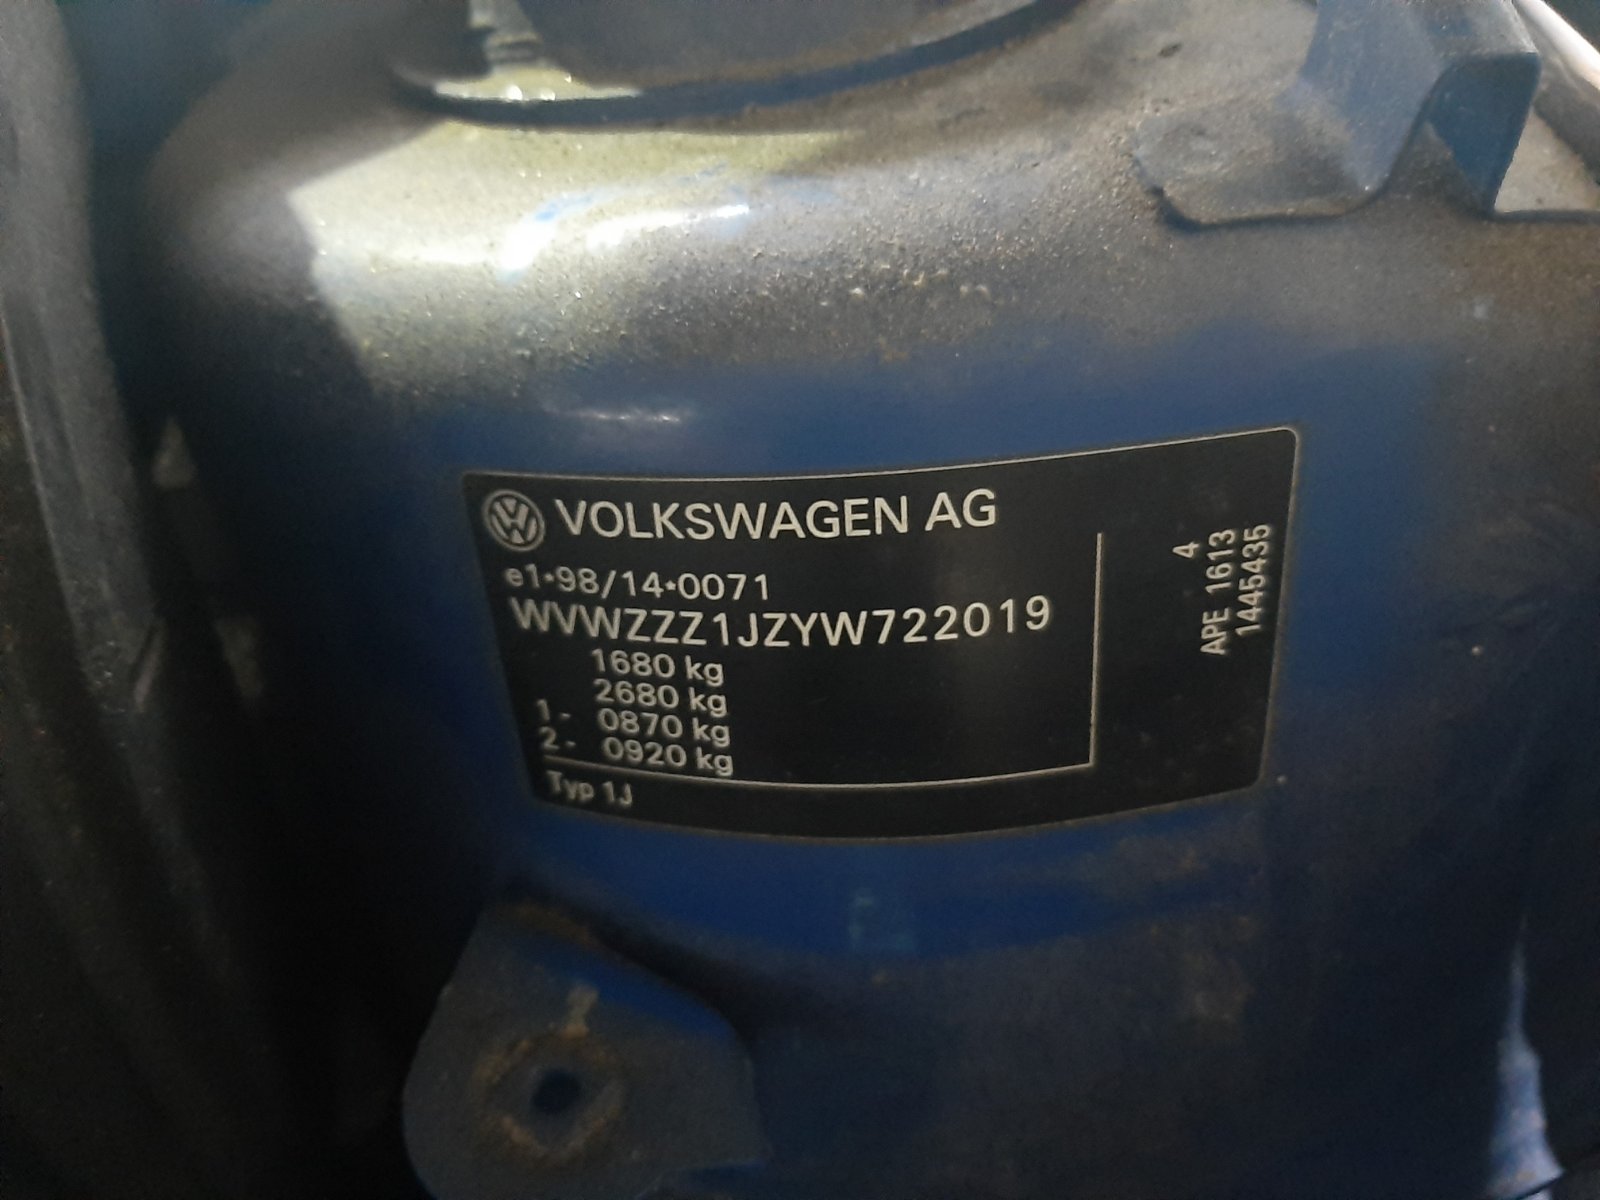 VOLKSWAGEN AG
e1*98/14*0071
WVWZZZ1JZYW722019
1680 kg
2680 kg
1- 0870 kg
2- 0920 kg
Typ 1J
4
APE 1613
1445435